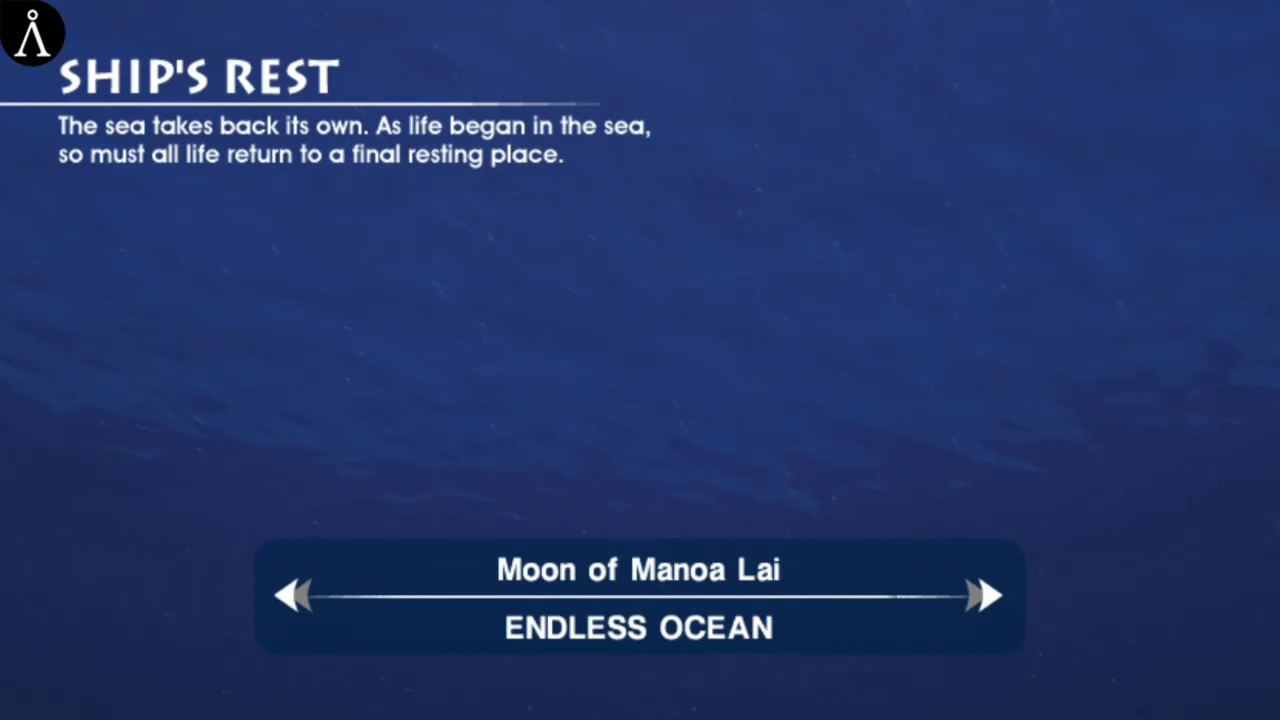 SHIP'S REST
The sea takes back its own. As life began in the sea,
so must all life return to a final resting place.
Moon of Manoa Lai
ENDLESS OCEAN